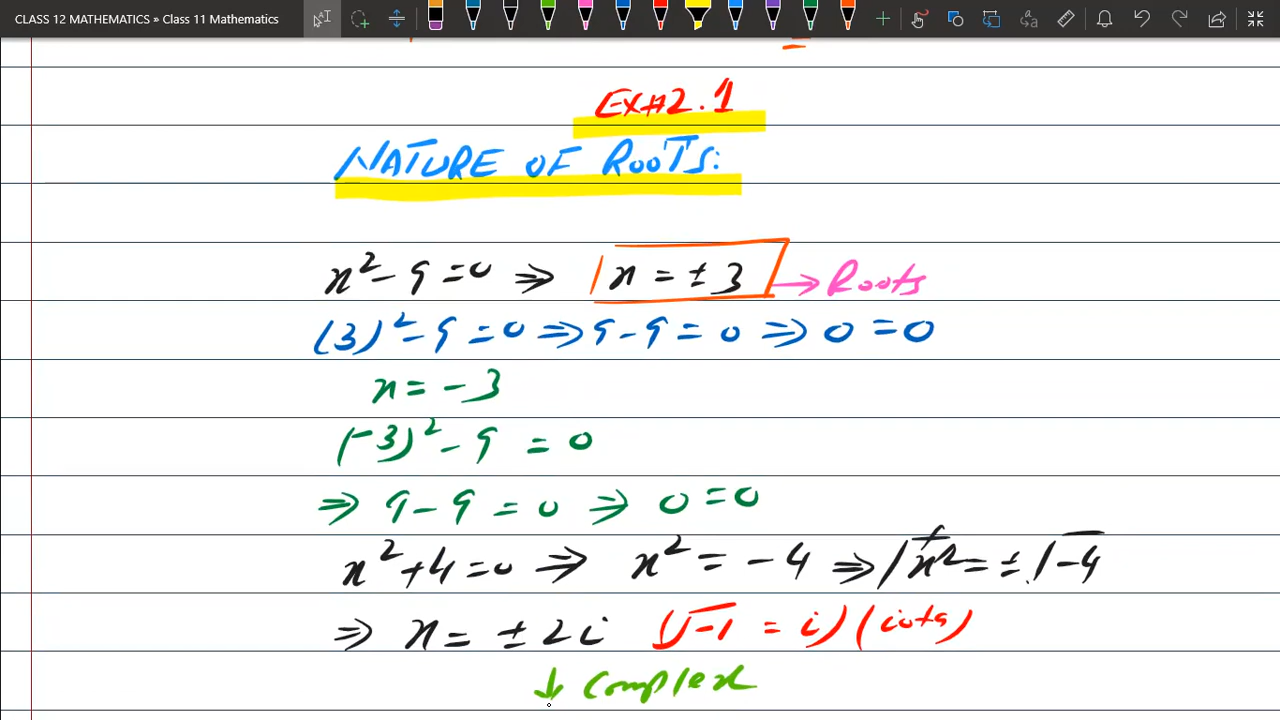 CLASS 12 MATHEMATICS » Class 11 Mathematics
EX#2.1
NATURE OF ROOTS:
x² - 9 = 0 ⇒ x = ± 3 → Roots
(3)² - 9 = 0 ⇒ 9 - 9 = 0 ⇒ 0 = 0
x = - 3
(-3)² - 9 = 0
⇒ 9 - 9 = 0 ⇒ 0 = 0
x² + 4 = 0 ⇒ x² = - 4 ⇒ √x² = ± √-4
⇒ x = ± 2i (√-1 = i) (iota)
↓ Complex